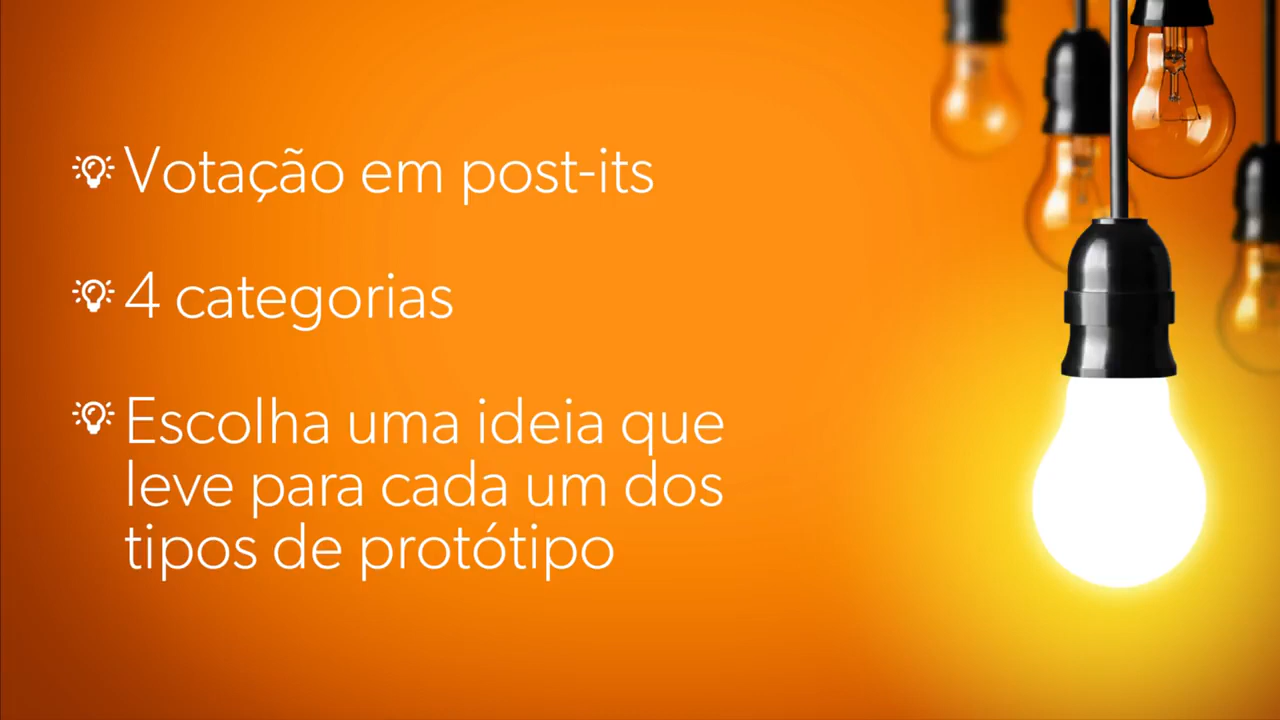 Votação em post-its
4 categorias
Escolha uma ideia que
leve para cada um dos
tipos de protótipo